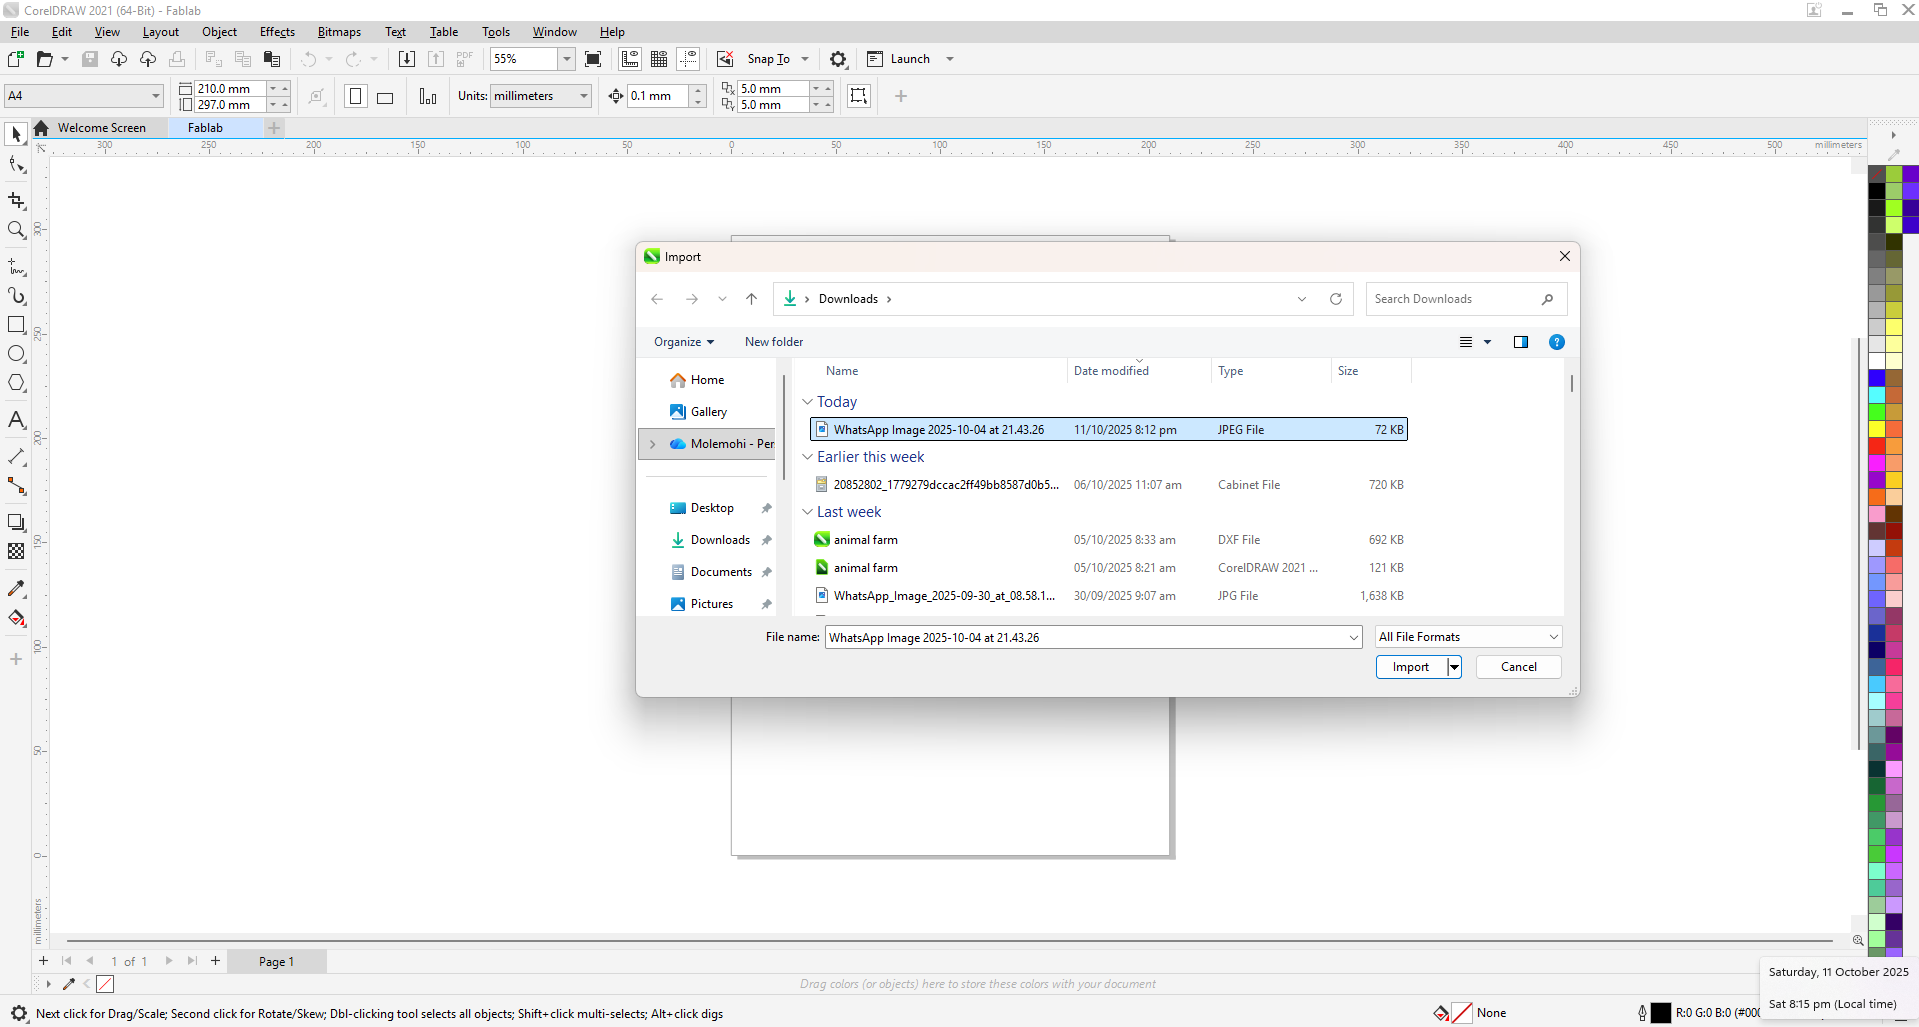 CorelDRAW 2021 (64-Bit) - Fablab
File Edit View Layout Object Effects Bitmaps Text Table Tools Window Help
PDF 55% Snap To Launch
A4 210.0 mm 297.0 mm Units: millimeters 0.1 mm 5.0 mm 5.0 mm
Welcome Screen Fablab
300 250 200 150 100 50 0 50 100 150 200 250 300 350 400 450 500 millimeters
300
250
200
150
100
50
0
millimeters
Import
Downloads Search Downloads
Organize New folder
Name Date modified Type Size
Home
Gallery
Molemohi - Per
Desktop
Downloads
Documents
Pictures
Today
WhatsApp Image 2025-10-04 at 21.43.26 11/10/2025 8:12 pm JPEG File 72 KB
Earlier this week
20852802_1779279dccac2ff49bb8587d0b5... 06/10/2025 11:07 am Cabinet File 720 KB
Last week
animal farm 05/10/2025 8:33 am DXF File 692 KB
animal farm 05/10/2025 8:21 am CorelDRAW 2021 ... 121 KB
WhatsApp_Image_2025-09-30_at_08.58.1... 30/09/2025 9:07 am JPG File 1,638 KB
File name: WhatsApp Image 2025-10-04 at 21.43.26 All File Formats
Import Cancel
1 of 1 Page 1
Drag colors (or objects) here to store these colors with your document
Saturday, 11 October 2025
Sat 8:15 pm (Local time)
Next click for Drag/Scale; Second click for Rotate/Skew; Dbl-clicking tool selects all objects; Shift+click multi-selects; Alt+click digs None R:0 G:0 B:0 (#000